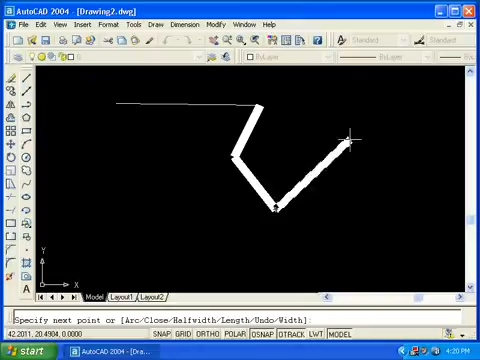 AutoCAD 2004 - [Drawing2.dwg]
File Edit View Insert Format Tools Draw Dimension Modify Window Help
Standard
ByLayer
ByLayer
Y
X
Model Layout1 Layout2
Specify next point or [Arc/Close/Halfwidth/Length/Undo/Width]:
42.2011, 20.4904, 0.0000 SNAP GRID ORTHO POLAR OSNAP OTRACK LWT MODEL
start AutoCAD 2004 - [Dra... 4:20 PM